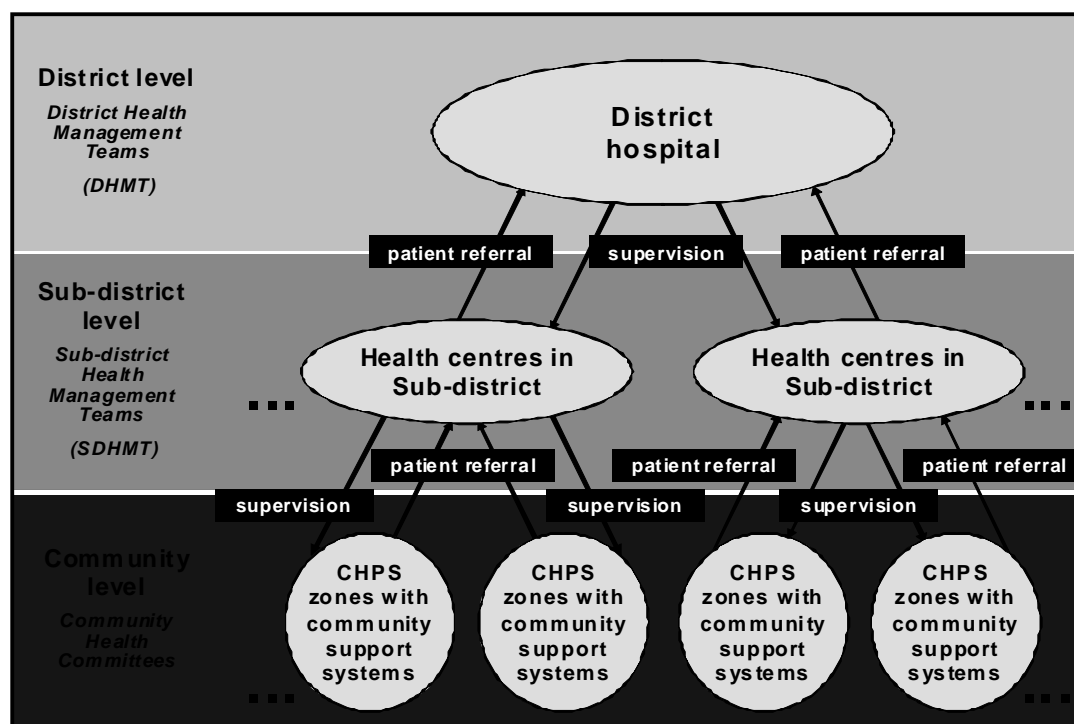 District level
District Health
Management
Teams
(DHMT)
District
hospital
patient referral
supervision
patient referral
Sub-district
level
Sub-district
Health
Management
Teams
(SDHMT)
Health centres in
Sub-district
Health centres in
Sub-district
...
...
patient referral
patient referral
patient referral
supervision
supervision
supervision
Community
level
Community
Health
Committees
CHPS
zones with
community
support
systems
CHPS
zones with
community
support
systems
CHPS
zones with
community
support
systems
CHPS
zones with
community
support
systems
...
...